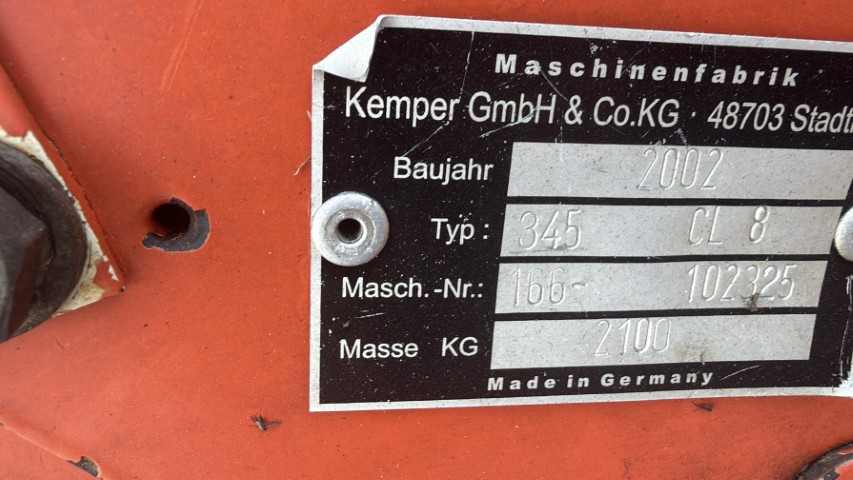 Maschinenfabrik
Kemper GmbH & Co.KG · 48703 Stadt
Baujahr 2002
Typ : 345 CL 8
Masch.-Nr.: 166- 102325
Masse KG 2100
Made in Germany